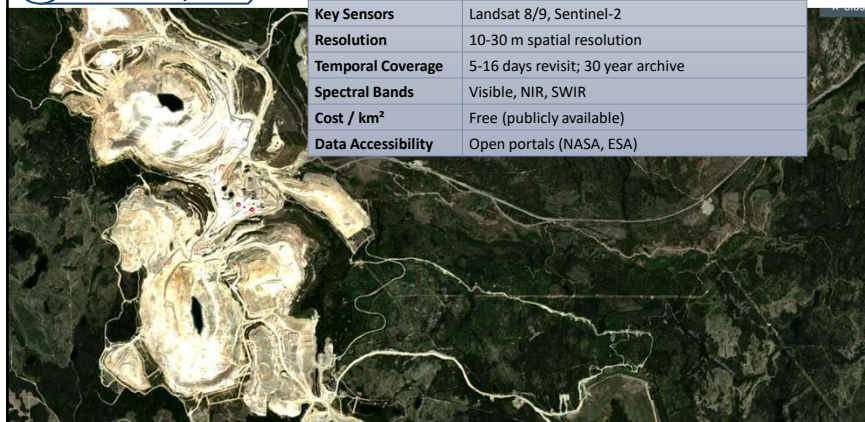 Key Sensors Landsat 8/9, Sentinel-2
Resolution 10-30 m spatial resolution
Temporal Coverage 5-16 days revisit; 30 year archive
Spectral Bands Visible, NIR, SWIR
Cost / km² Free (publicly available)
Data Accessibility Open portals (NASA, ESA)